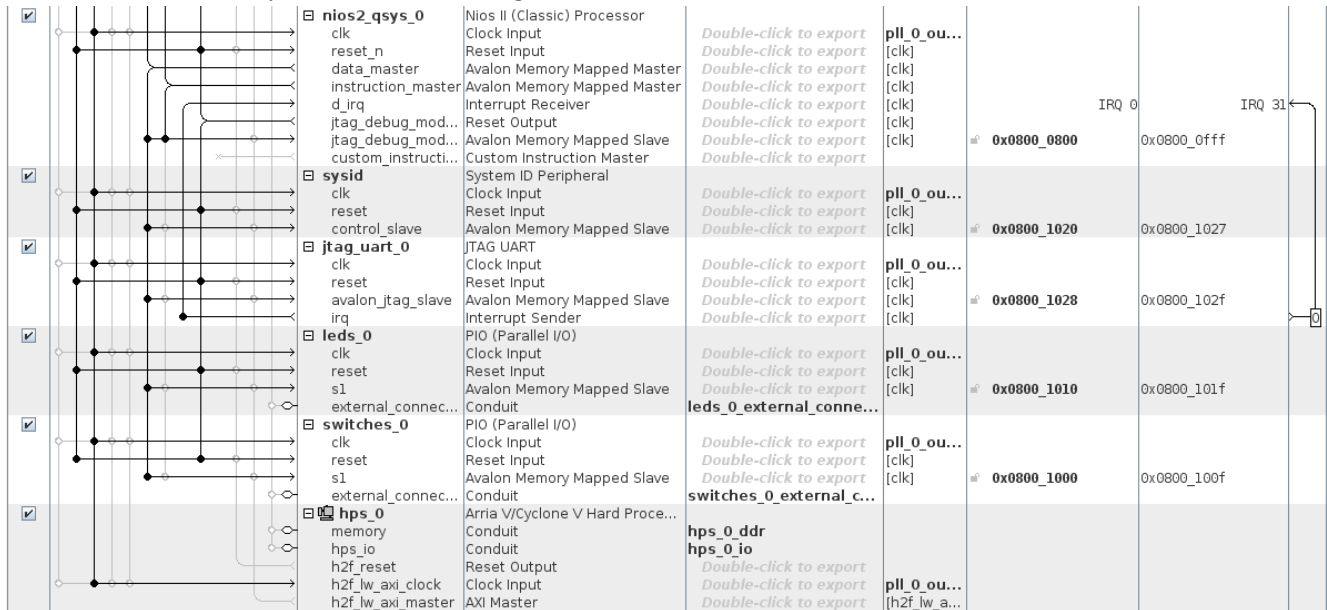 nios2_qsys_0 Nios II (Classic) Processor
clk Clock Input Double-click to export pll_0_ou...
reset_n Reset Input Double-click to export [clk]
data_master Avalon Memory Mapped Master Double-click to export [clk]
instruction_master Avalon Memory Mapped Master Double-click to export [clk]
d_irq Interrupt Receiver Double-click to export [clk] IRQ 0 IRQ 31
jtag_debug_mod... Reset Output Double-click to export [clk]
jtag_debug_mod... Avalon Memory Mapped Slave Double-click to export [clk] 0x0800_0800 0x0800_0fff
custom_instructi... Custom Instruction Master Double-click to export
sysid System ID Peripheral
clk Clock Input Double-click to export pll_0_ou...
reset Reset Input Double-click to export [clk]
control_slave Avalon Memory Mapped Slave Double-click to export [clk] 0x0800_1020 0x0800_1027
jtag_uart_0 JTAG UART
clk Clock Input Double-click to export pll_0_ou...
reset Reset Input Double-click to export [clk]
avalon_jtag_slave Avalon Memory Mapped Slave Double-click to export [clk] 0x0800_1028 0x0800_102f
irq Interrupt Sender Double-click to export [clk] 0
leds_0 PIO (Parallel I/O)
clk Clock Input Double-click to export pll_0_ou...
reset Reset Input Double-click to export [clk]
s1 Avalon Memory Mapped Slave Double-click to export [clk] 0x0800_1010 0x0800_101f
external_connec... Conduit leds_0_external_conne...
switches_0 PIO (Parallel I/O)
clk Clock Input Double-click to export pll_0_ou...
reset Reset Input Double-click to export [clk]
s1 Avalon Memory Mapped Slave Double-click to export [clk] 0x0800_1000 0x0800_100f
external_connec... Conduit switches_0_external_c...
hps_0 Arria V/Cyclone V Hard Proce...
memory Conduit hps_0_ddr
hps_io Conduit hps_0_io
h2f_reset Reset Output Double-click to export
h2f_lw_axi_clock Clock Input Double-click to export pll_0_ou...
h2f_lw_axi_master AXI Master Double-click to export [h2f_lw_a...